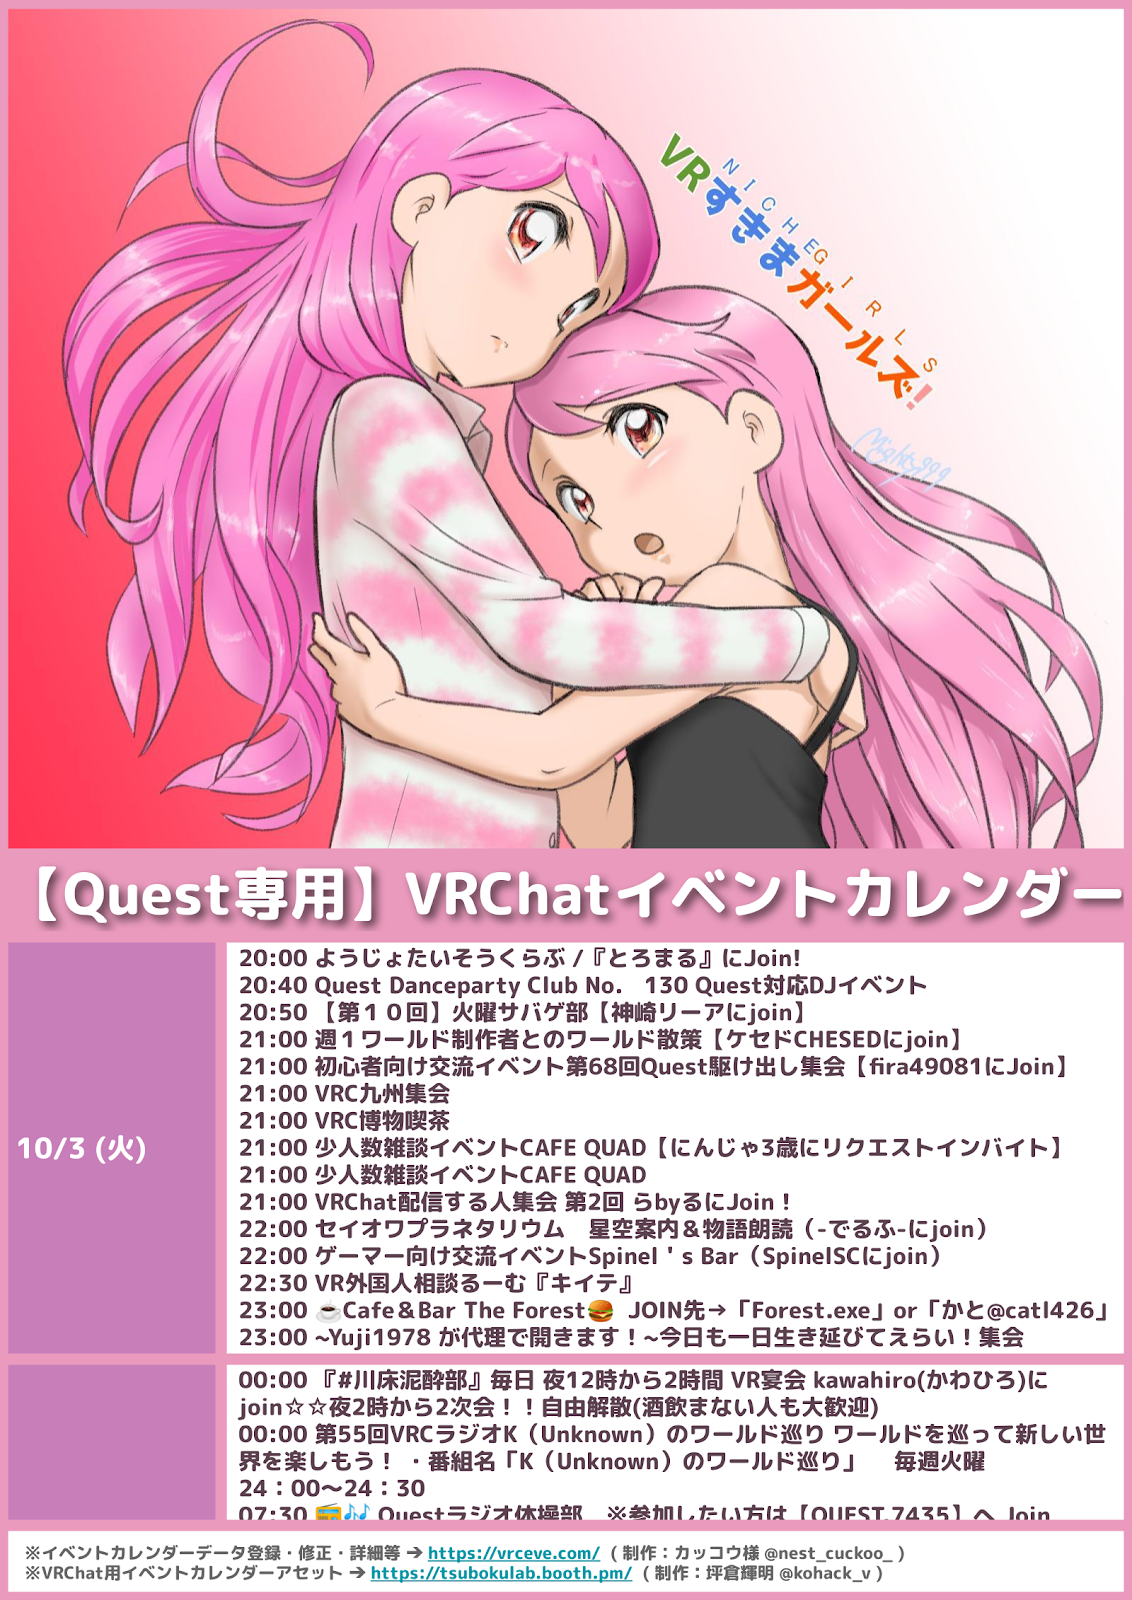 VRすきまガールズ!
NICHE GIRLS
Mighty999
【Quest専用】VRChatイベントカレンダー
10/3 (火)
20:00 ようじょたいそうくらぶ /『とろまる』にJoin!
20:40 Quest Danceparty Club No.　130 Quest対応DJイベント
20:50 【第１０回】火曜サバゲ部【神崎リーアにjoin】
21:00 週１ワールド制作者とのワールド散策【ケセドCHESEDにjoin】
21:00 初心者向け交流イベント第68回Quest駆け出し集会【fira49081にJoin】
21:00 VRC九州集会
21:00 VRC博物喫茶
21:00 少人数雑談イベントCAFE QUAD【にんじゃ3歳にリクエストインバイト】
21:00 少人数雑談イベントCAFE QUAD
21:00 VRChat配信する人集会 第2回 らbyるにJoin！
22:00 セイオワプラネタリウム　星空案内＆物語朗読（-でるふ-にjoin）
22:00 ゲーマー向け交流イベントSpinel＇s Bar（SpinelSCにjoin）
22:30 VR外国人相談るーむ『キイテ』
23:00 ☕Cafe＆Bar The Forest🍔 JOIN先→「Forest.exe」or「かと@catl426」
23:00 ~Yuji1978 が代理で開きます！~今日も一日生き延びてえらい！集会
00:00 『#川床泥酔部』毎日 夜12時から2時間 VR宴会 kawahiro(かわひろ)に
join☆☆夜2時から2次会！！自由解散(酒飲まない人も大歓迎)
00:00 第55回VRCラジオK（Unknown）のワールド巡り ワールドを巡って新しい世
界を楽しもう！ ・番組名「K（Unknown）のワールド巡り」　毎週火曜
24：00～24：30
07:30 📻🎶 Questラジオ体操部　※参加したい方は【QUEST.7435】へ Join
※イベントカレンダーデータ登録・修正・詳細等 ➔ https://vrceve.com/ ( 制作：カッコウ様 @nest_cuckoo_ )
※VRChat用イベントカレンダーアセット ➔ https://tsubokulab.booth.pm/ ( 制作：坪倉輝明 @kohack_v )